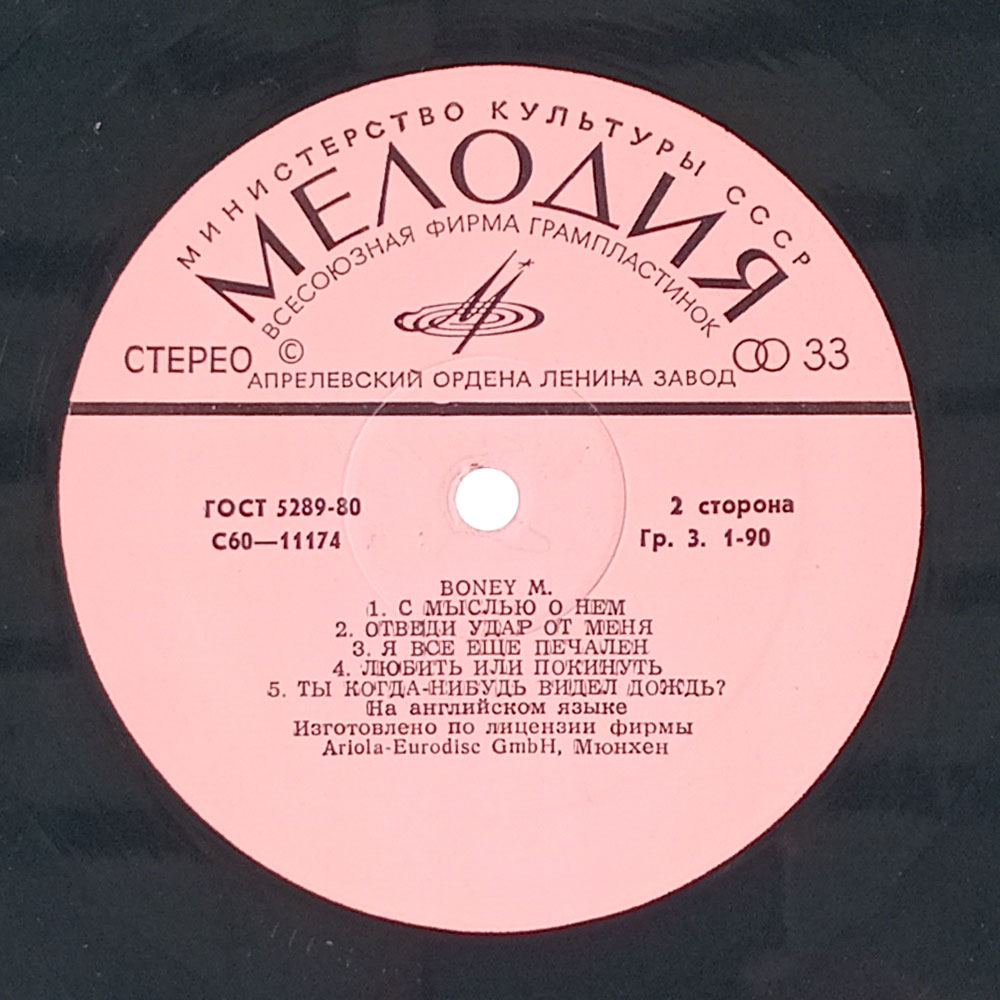 МИНИСТЕРСТВО КУЛЬТУРЫ СССР
МЕЛОДИЯ
ВСЕСОЮЗНАЯ ФИРМА ГРАМПЛАСТИНОК
СТЕРЕО © 33
АПРЕЛЕВСКИЙ ОРДЕНА ЛЕНИНА ЗАВОД
ГОСТ 5289-80 2 сторона
С60—11174 Гр. 3. 1-90
BONEY M.
1. С МЫСЛЬЮ О НЕМ
2. ОТВЕДИ УДАР ОТ МЕНЯ
3. Я ВСЕ ЕЩЕ ПЕЧАЛЕН
4. ЛЮБИТЬ ИЛИ ПОКИНУТЬ
5. ТЫ КОГДА-НИБУДЬ ВИДЕЛ ДОЖДЬ?
На английском языке
Изготовлено по лицензии фирмы
Ariola-Eurodisc GmbH, Мюнхен